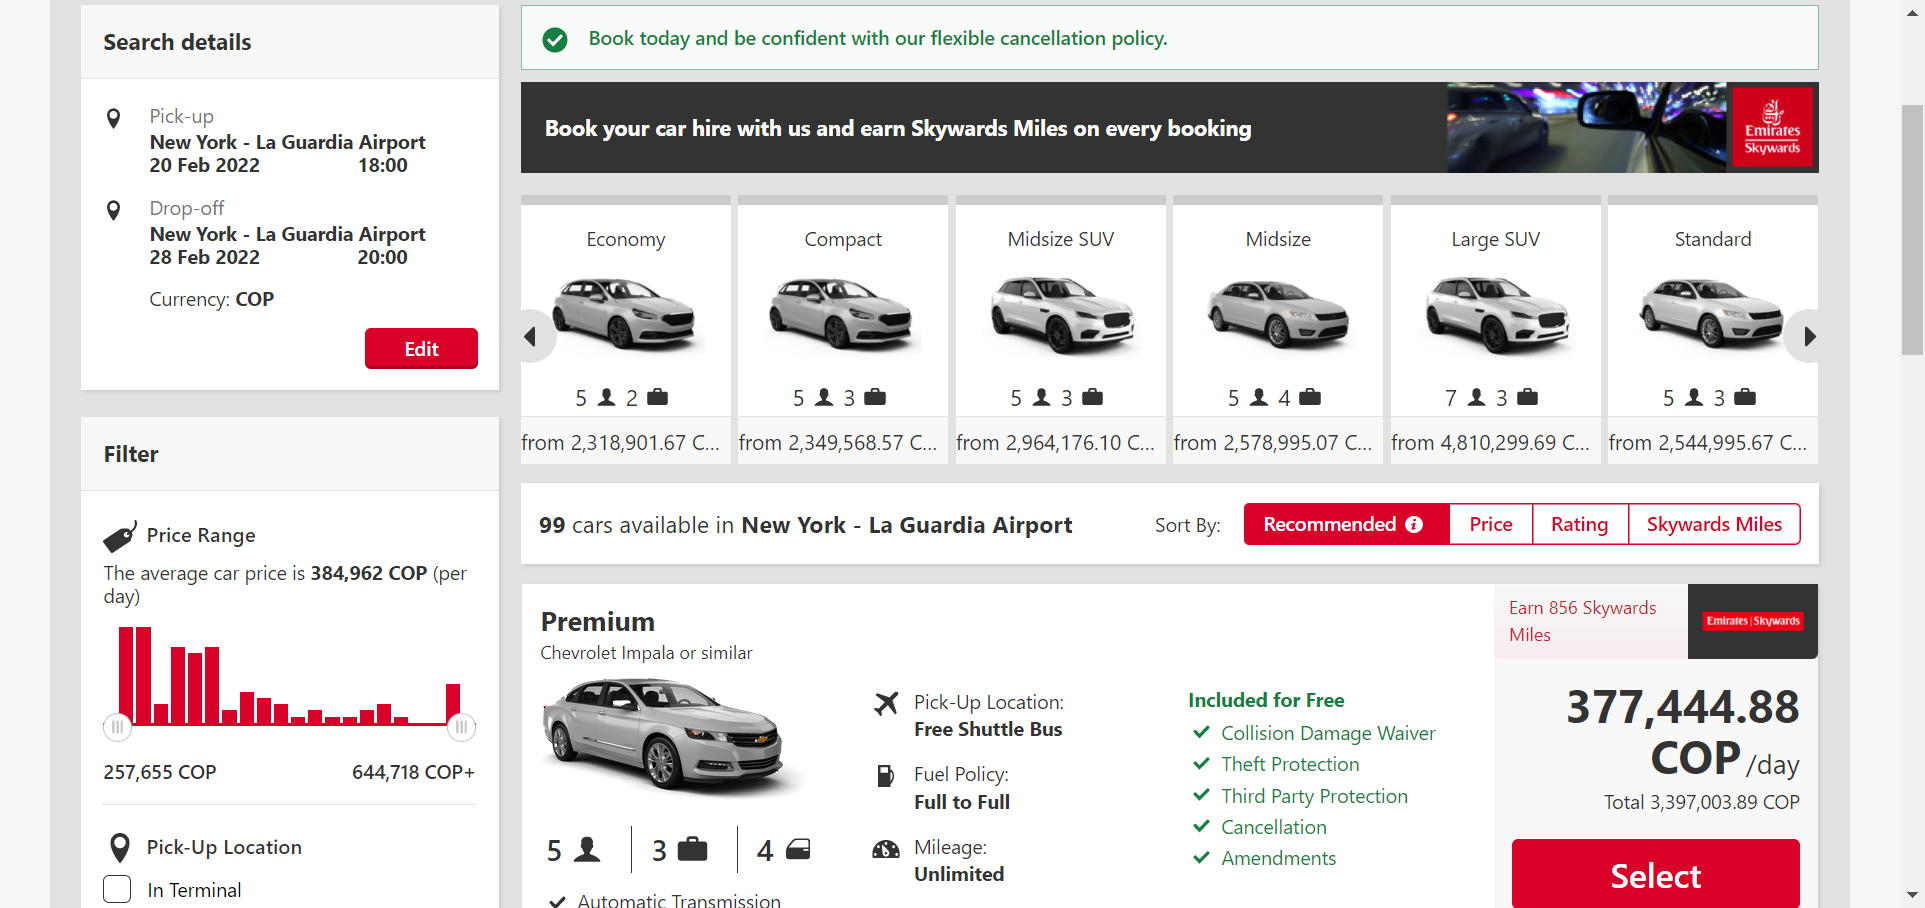 Search details
Pick-up
New York - La Guardia Airport
20 Feb 2022 18:00
Drop-off
New York - La Guardia Airport
28 Feb 2022 20:00
Currency: COP
Edit
Filter
Price Range
The average car price is 384,962 COP (per
day)
257,655 COP 644,718 COP+
Pick-Up Location
In Terminal
Book today and be confident with our flexible cancellation policy.
Book your car hire with us and earn Skywards Miles on every booking
Emirates
Skywards
Economy
5 2
from 2,318,901.67 C...
Compact
5 3
from 2,349,568.57 C...
Midsize SUV
5 3
from 2,964,176.10 C...
Midsize
5 4
from 2,578,995.07 C...
Large SUV
7 3
from 4,810,299.69 C...
Standard
5 3
from 2,544,995.67 C...
99 cars available in New York - La Guardia Airport
Sort By:
Recommended i
Price
Rating
Skywards Miles
Premium
Chevrolet Impala or similar
5 3 4
Automatic Transmission
Pick-Up Location:
Free Shuttle Bus
Fuel Policy:
Full to Full
Mileage:
Unlimited
Included for Free
Collision Damage Waiver
Theft Protection
Third Party Protection
Cancellation
Amendments
Earn 856 Skywards
Miles
Emirates | Skywards
377,444.88
COP /day
Total 3,397,003.89 COP
Select